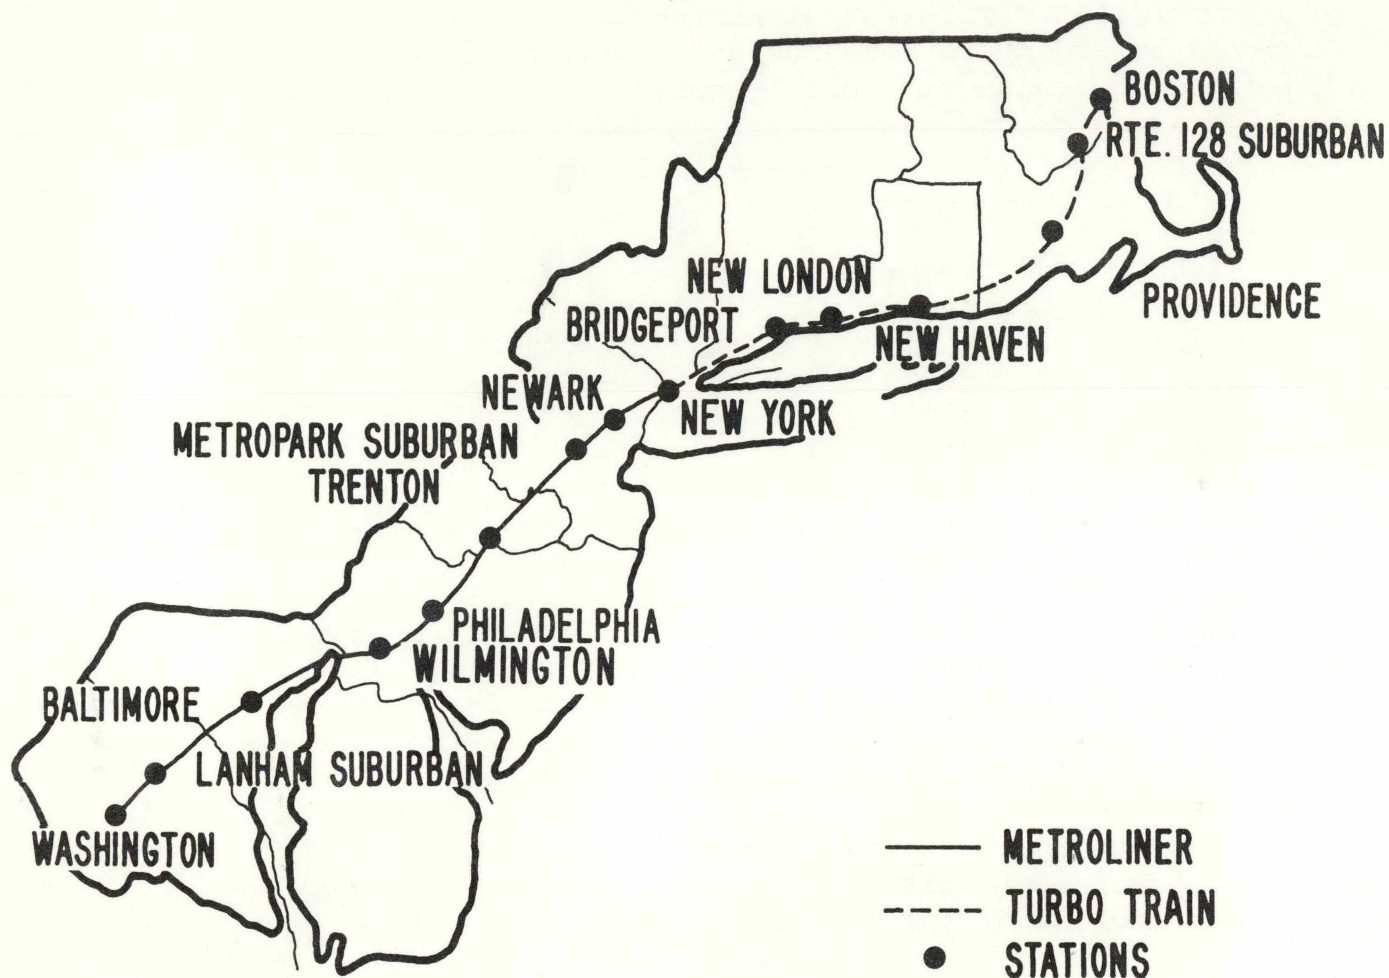 BOSTON
RTE. 128 SUBURBAN
NEW LONDON
PROVIDENCE
BRIDGEPORT
NEW HAVEN
NEWARK
NEW YORK
METROPARK SUBURBAN
TRENTON
PHILADELPHIA
WILMINGTON
BALTIMORE
LANHAM SUBURBAN
WASHINGTON
METROLINER
TURBO TRAIN
STATIONS